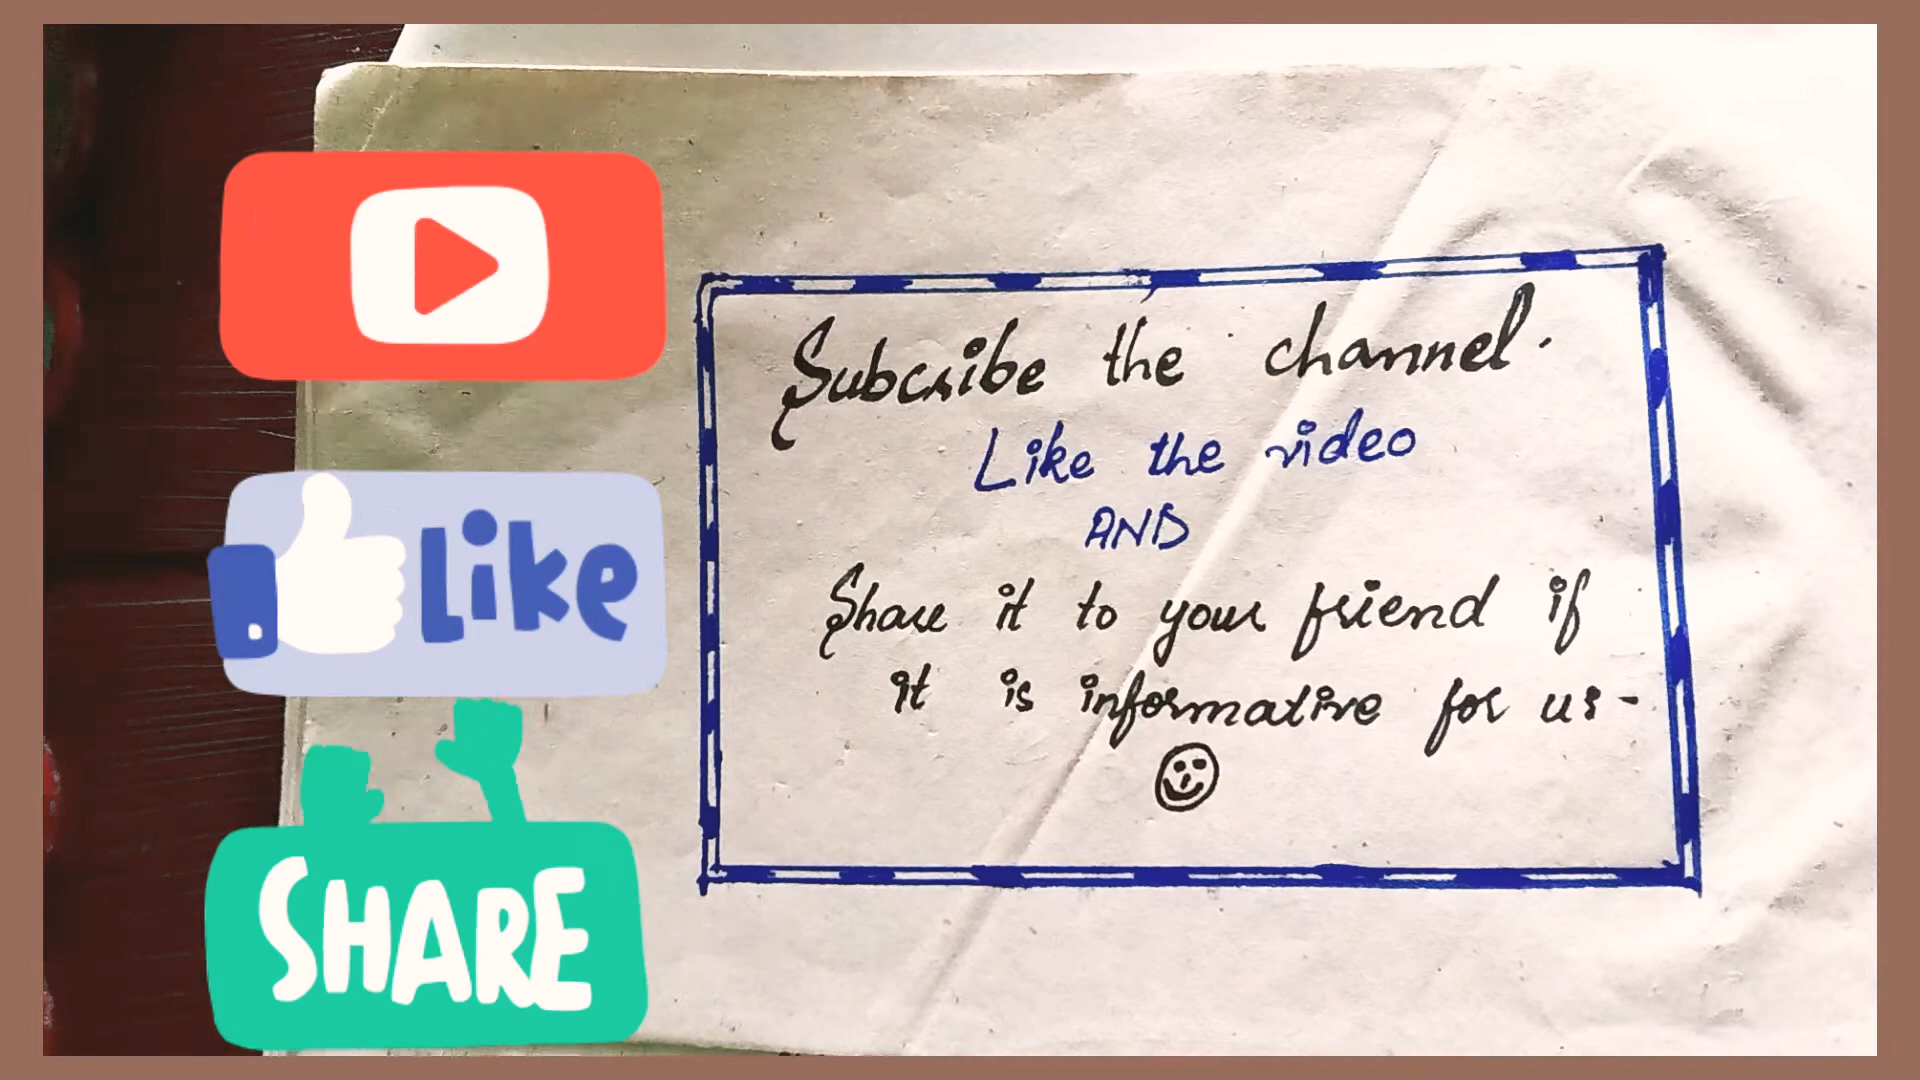 Subcribe the channel.
Like the video
AND
Share it to your friend if
it is informative for us-
Like
SHARE